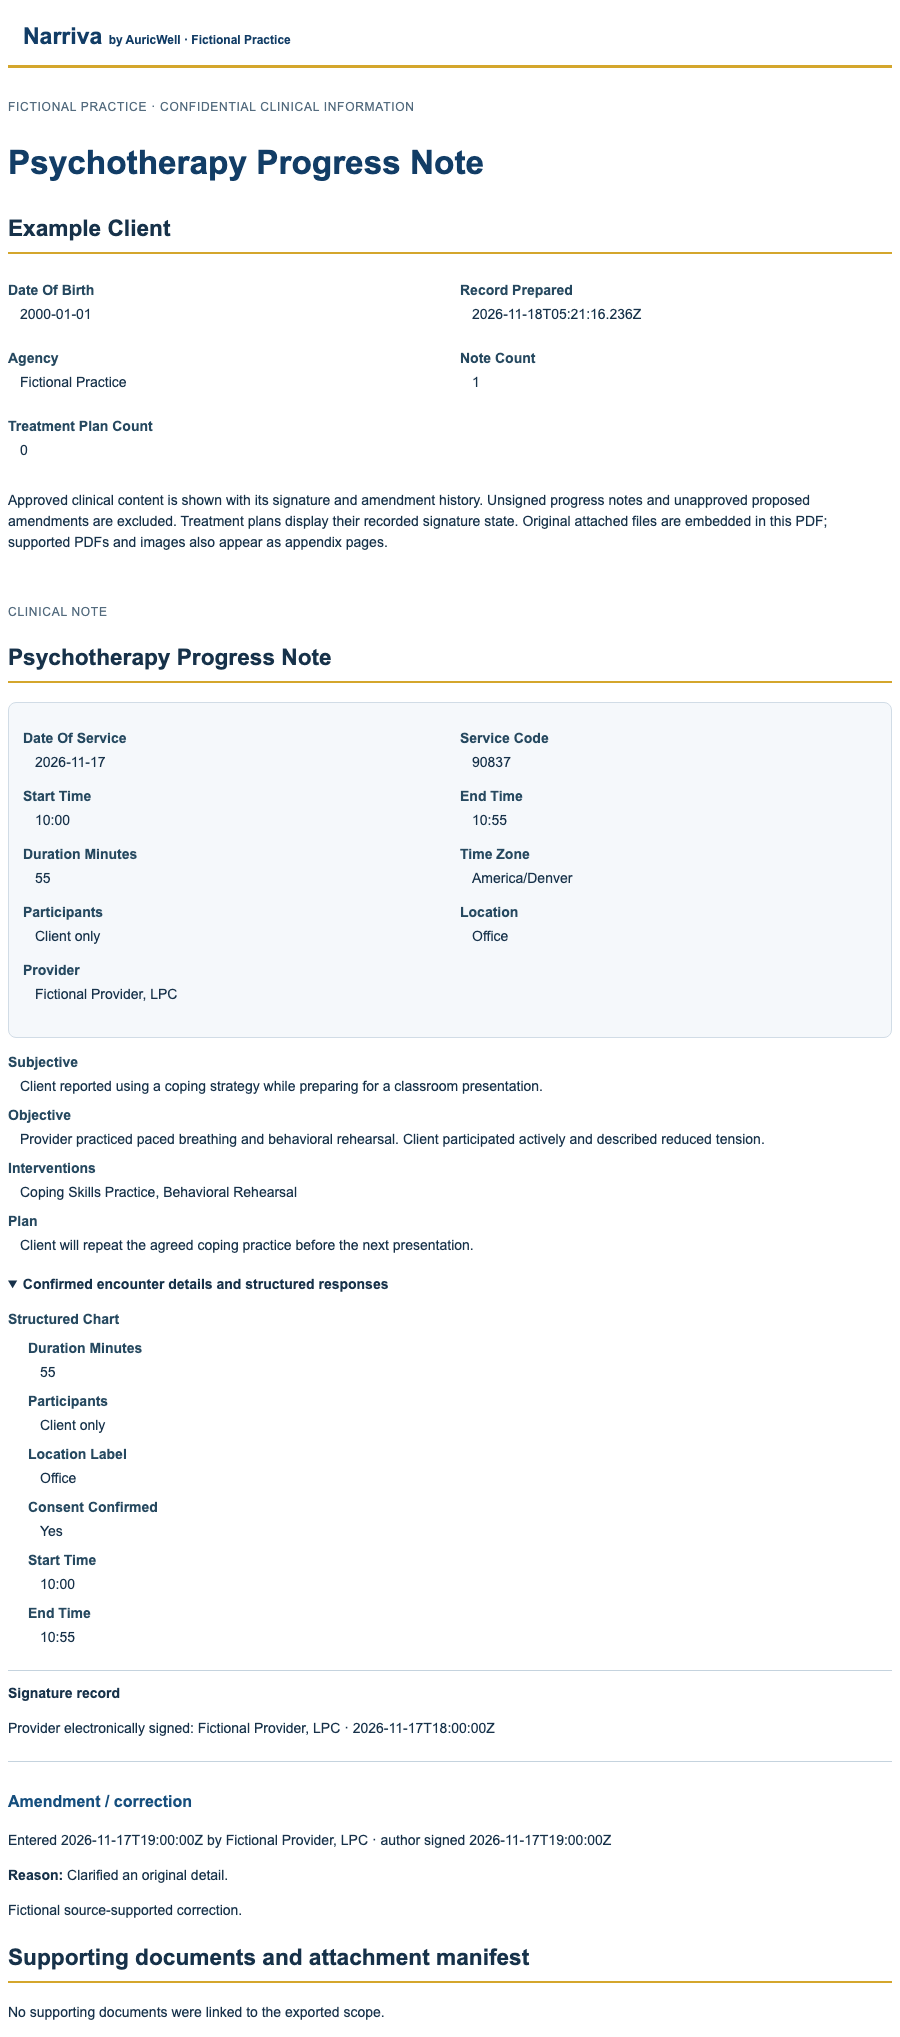 Narriva by AuricWell · Fictional Practice
FICTIONAL PRACTICE · CONFIDENTIAL CLINICAL INFORMATION
Psychotherapy Progress Note
Example Client
Date Of Birth
2000-01-01
Record Prepared
2026-11-18T05:21:16.236Z
Agency
Fictional Practice
Note Count
1
Treatment Plan Count
0
Approved clinical content is shown with its signature and amendment history. Unsigned progress notes and unapproved proposed
amendments are excluded. Treatment plans display their recorded signature state. Original attached files are embedded in this PDF;
supported PDFs and images also appear as appendix pages.
CLINICAL NOTE
Psychotherapy Progress Note
Date Of Service
2026-11-17
Service Code
90837
Start Time
10:00
End Time
10:55
Duration Minutes
55
Time Zone
America/Denver
Participants
Client only
Location
Office
Provider
Fictional Provider, LPC
Subjective
Client reported using a coping strategy while preparing for a classroom presentation.
Objective
Provider practiced paced breathing and behavioral rehearsal. Client participated actively and described reduced tension.
Interventions
Coping Skills Practice, Behavioral Rehearsal
Plan
Client will repeat the agreed coping practice before the next presentation.
▼ Confirmed encounter details and structured responses
Structured Chart
Duration Minutes
55
Participants
Client only
Location Label
Office
Consent Confirmed
Yes
Start Time
10:00
End Time
10:55
Signature record
Provider electronically signed: Fictional Provider, LPC · 2026-11-17T18:00:00Z
Amendment / correction
Entered 2026-11-17T19:00:00Z by Fictional Provider, LPC · author signed 2026-11-17T19:00:00Z
Reason: Clarified an original detail.
Fictional source-supported correction.
Supporting documents and attachment manifest
No supporting documents were linked to the exported scope.